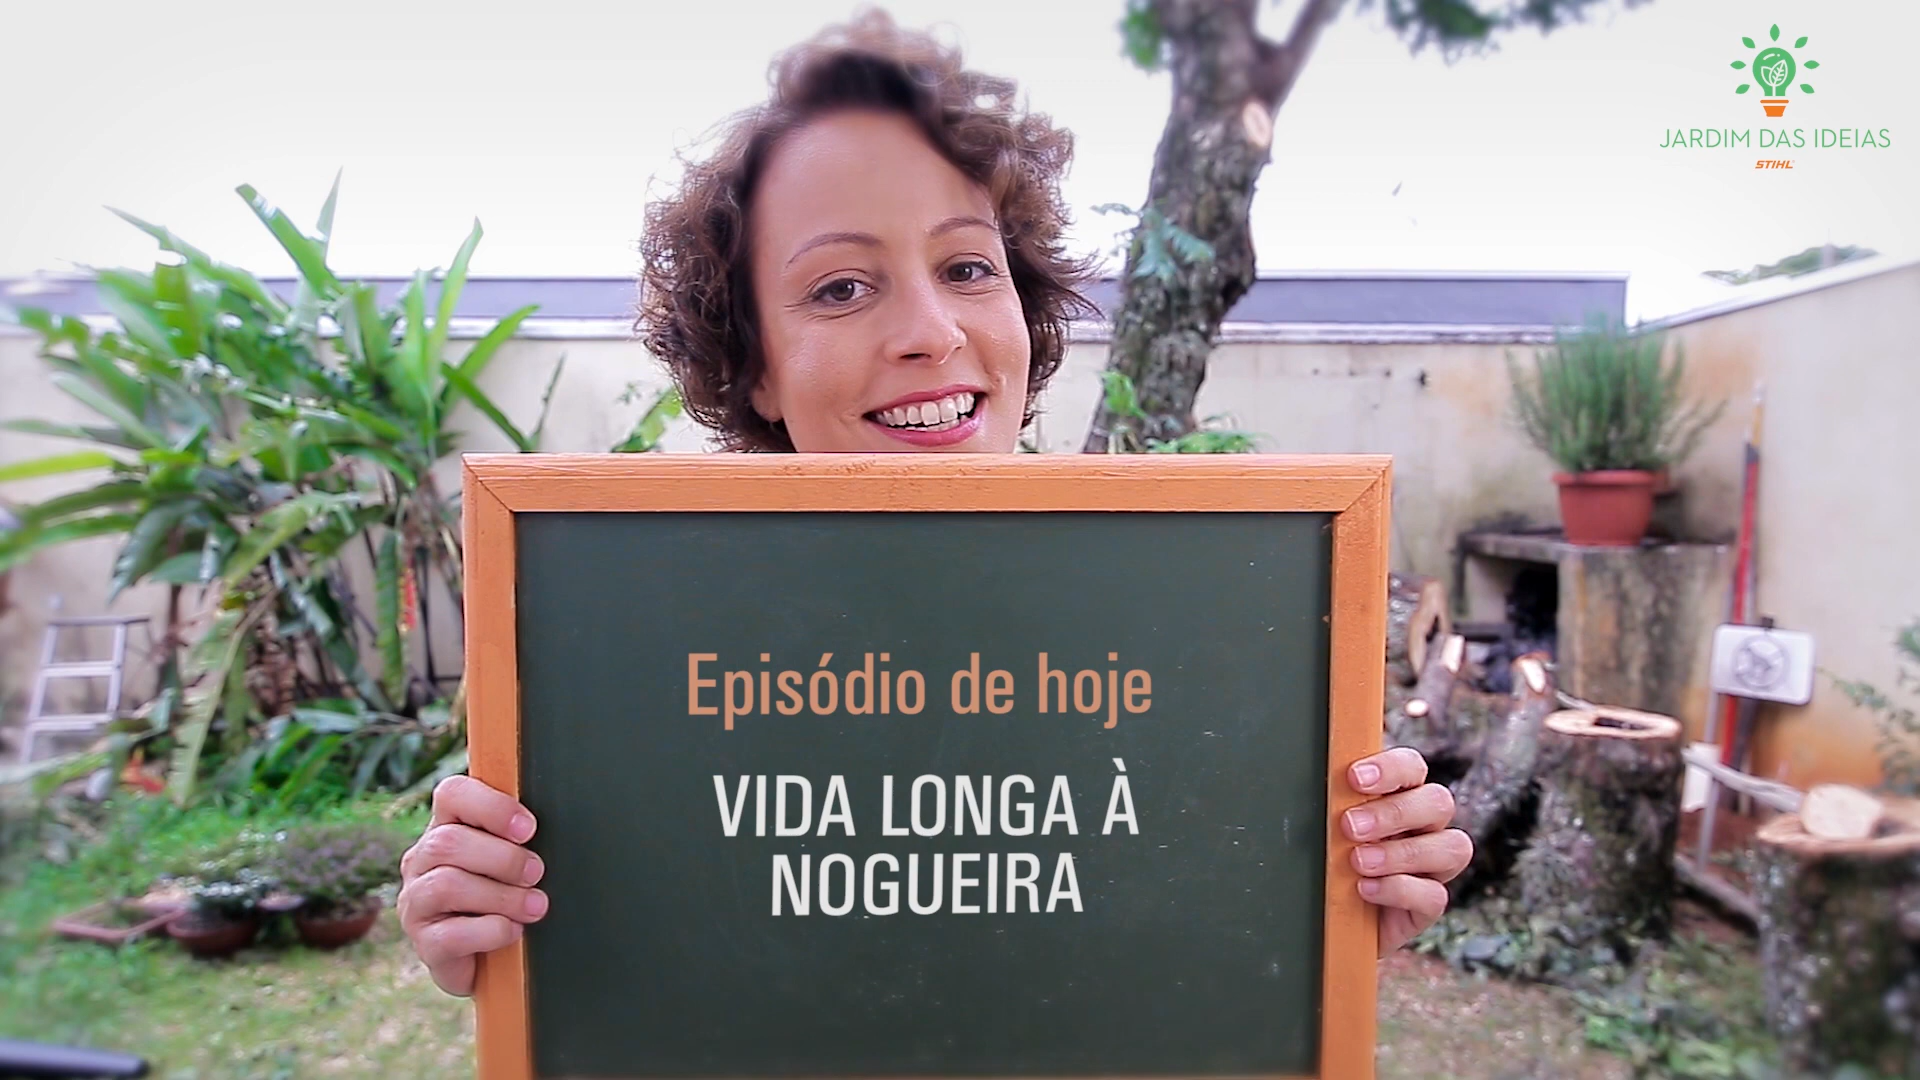 JARDIM DAS IDEIAS
STIHL
Episódio de hoje
VIDA LONGA À
NOGUEIRA